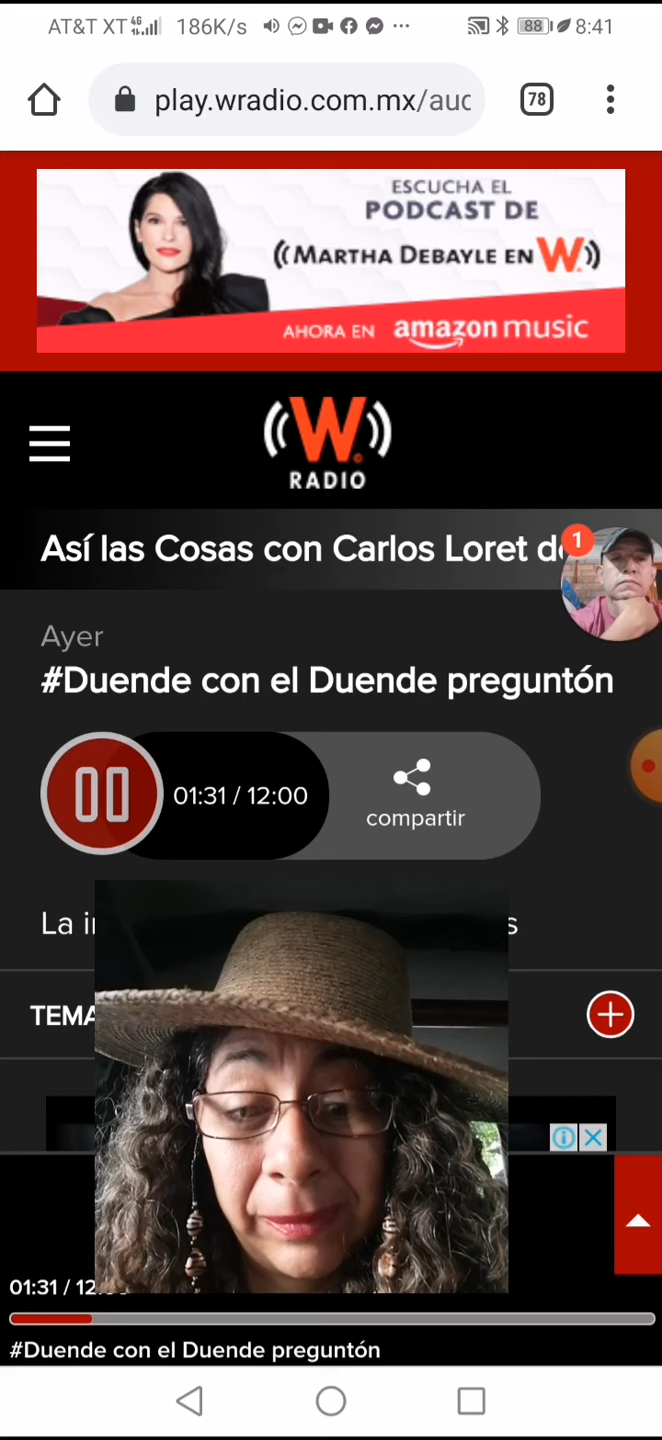 AT&T XT 4G 186K/s 88 8:41
play.wradio.com.mx/auc
78
ESCUCHA EL
PODCAST DE
MARTHA DEBAYLE EN W
AHORA EN amazon music
W
RADIO
Así las Cosas con Carlos Loret d
1
Ayer
#Duende con el Duende preguntón
01:31 / 12:00
compartir
La i s
TEMA
01:31 / 12
#Duende con el Duende preguntón